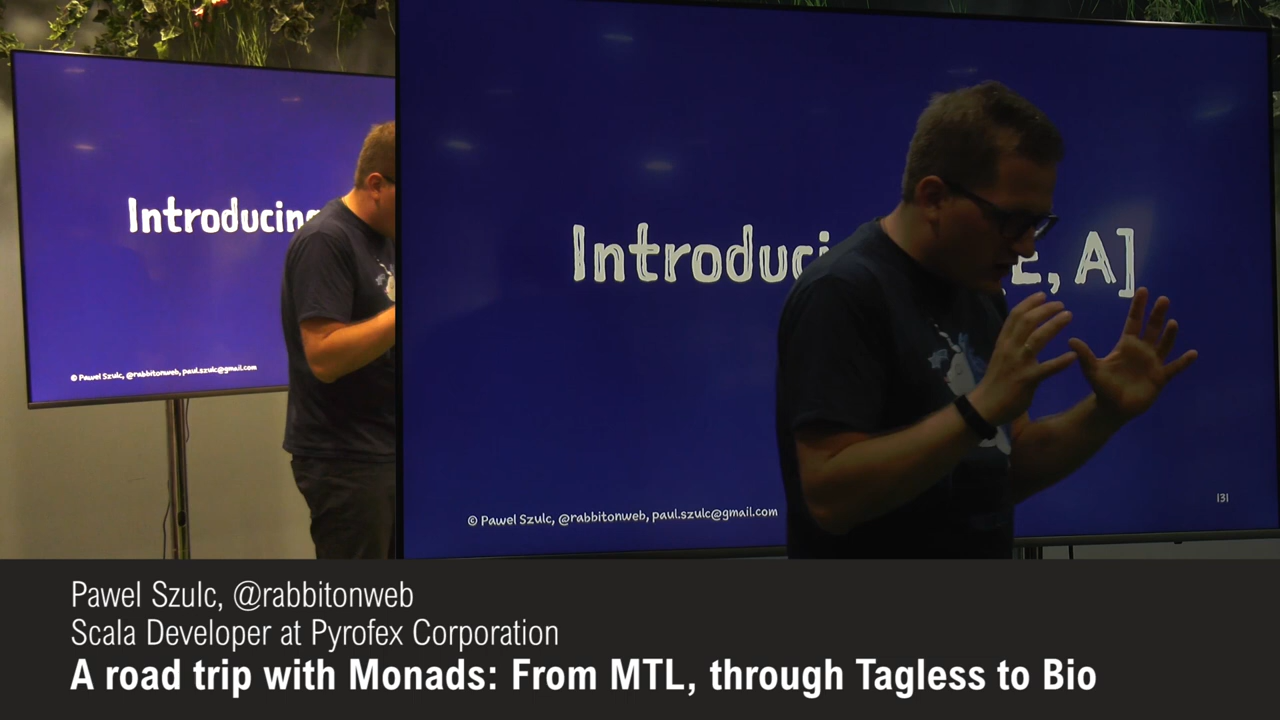 Introducing
© Pawel Szulc, @rabbitonweb, paul.szulc@gmail.com
Introduci E, A]
© Pawel Szulc, @rabbitonweb, paul.szulc@gmail.com
131
Pawel Szulc, @rabbitonweb
Scala Developer at Pyrofex Corporation
A road trip with Monads: From MTL, through Tagless to Bio